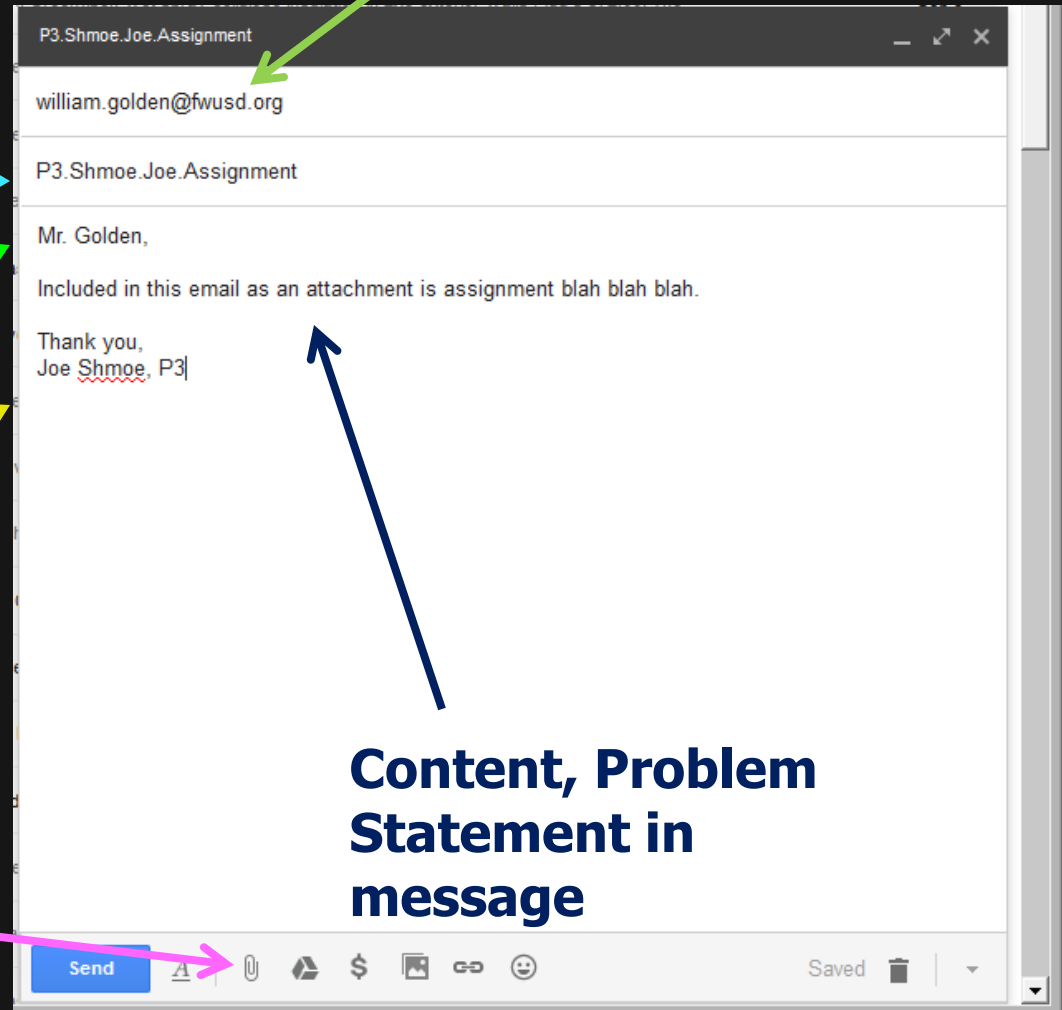 P3.Shmoe.Joe.Assignment
william.golden@fwusd.org
P3.Shmoe.Joe.Assignment
Mr. Golden,
Included in this email as an attachment is assignment blah blah blah.
Thank you,
Joe Shmoe, P3
Content, Problem
Statement in
message
Send A $ Saved